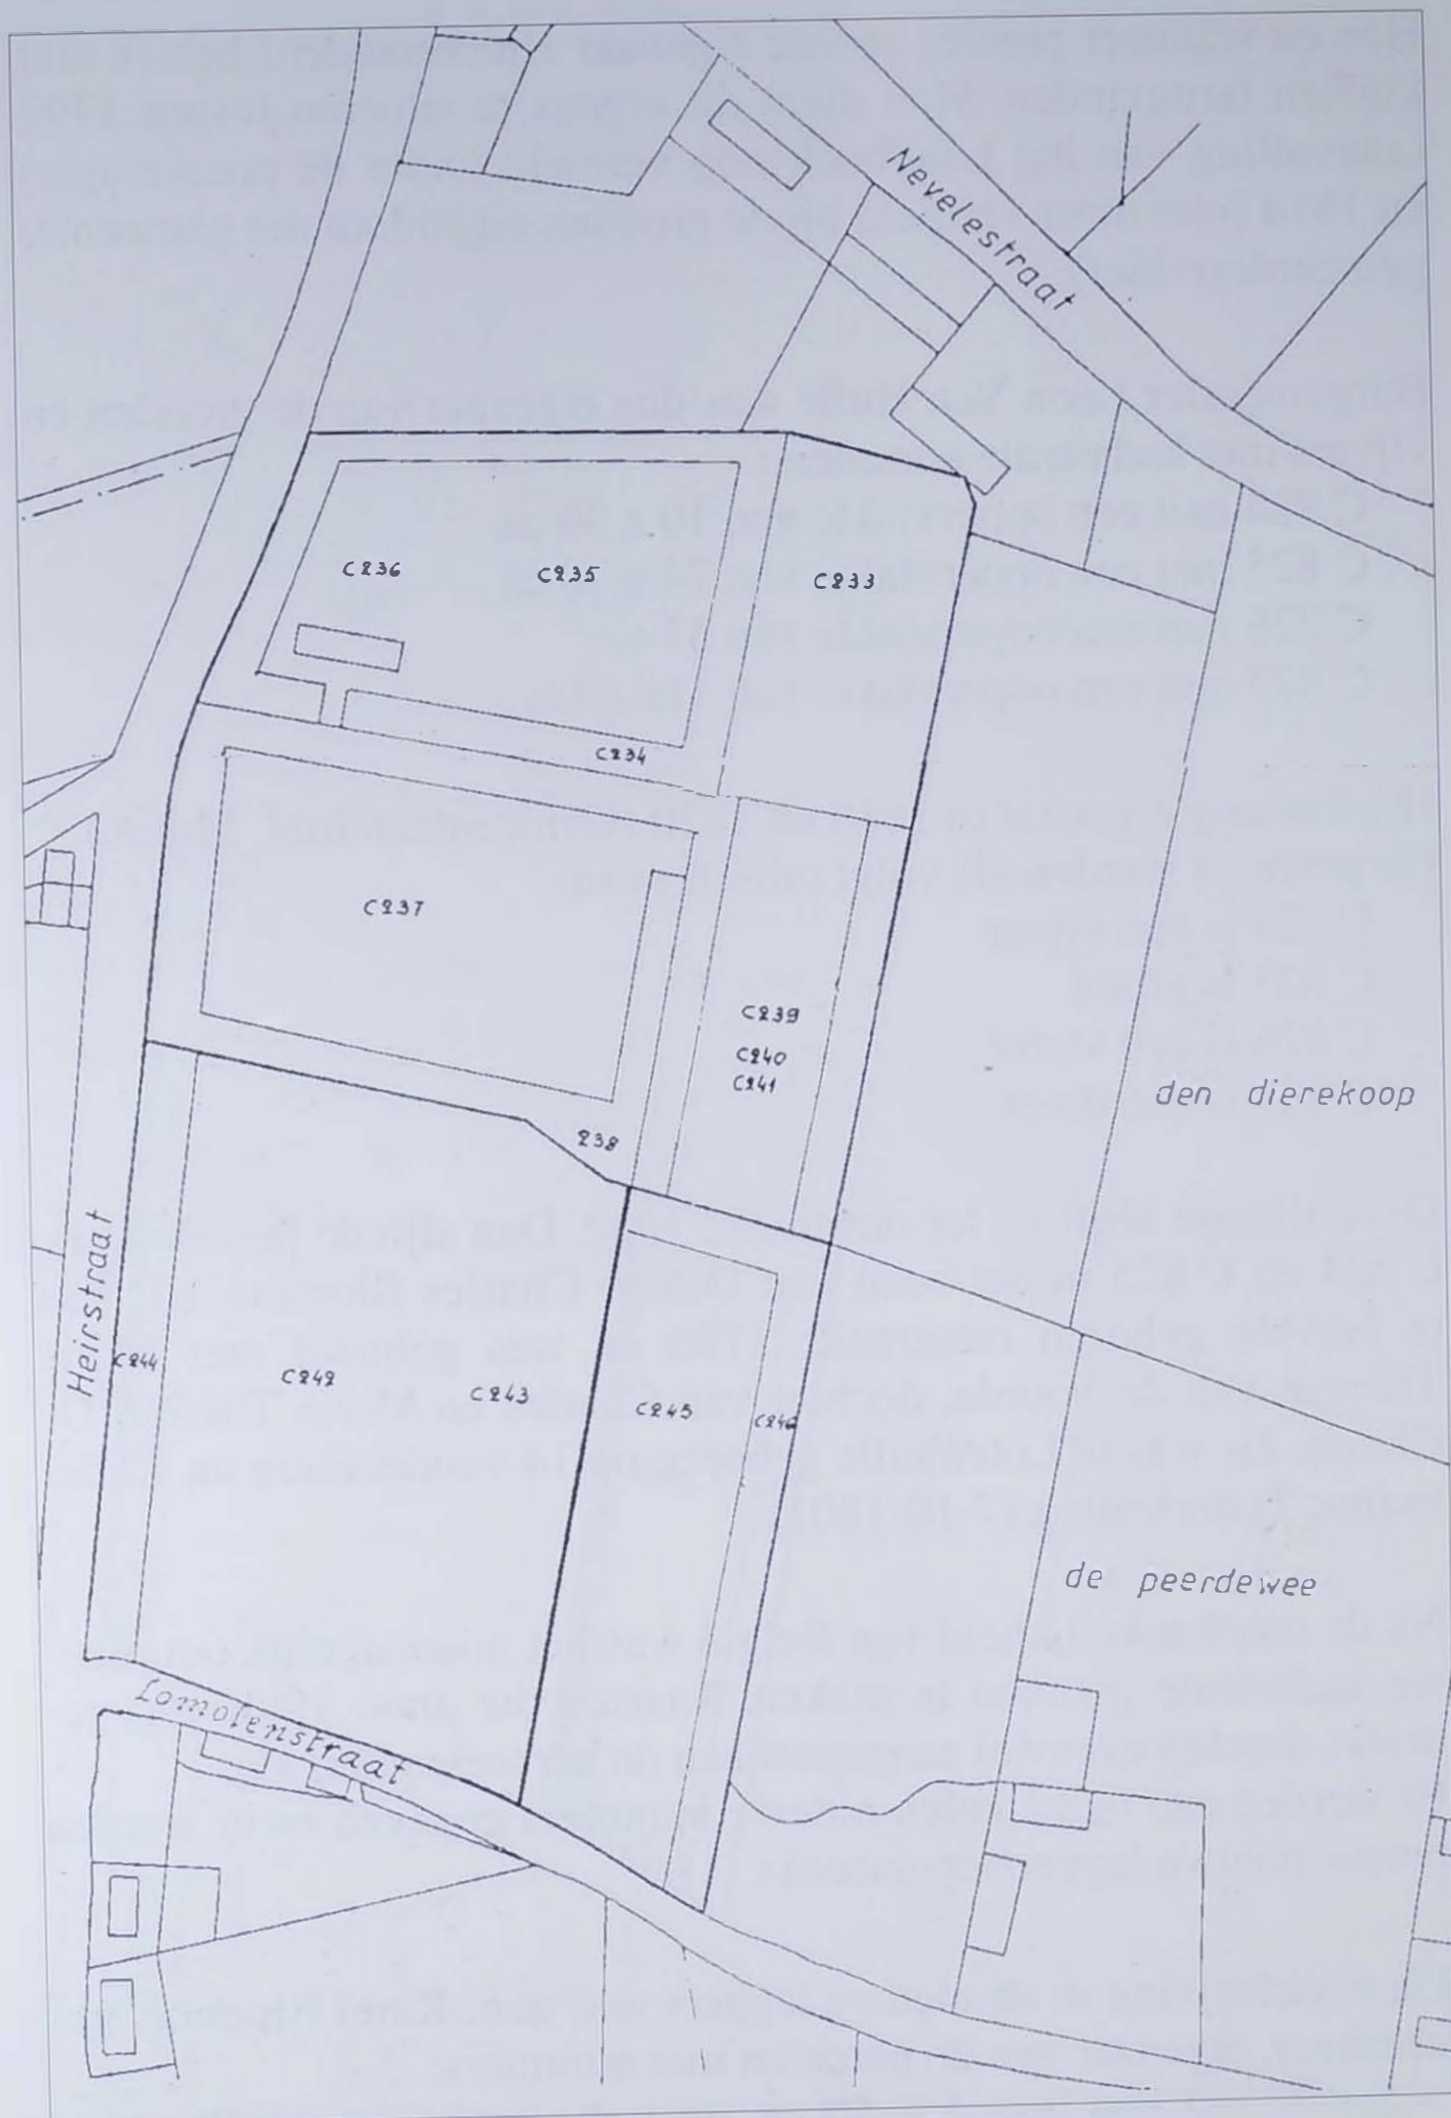 Nevelestraat
C236
C235
C233
C234
C237
C239
C240
C241
den dierekoop
238
Heirstraat
C244
C242
C243
C245
C246
de peerdewee
Lomolenstraat